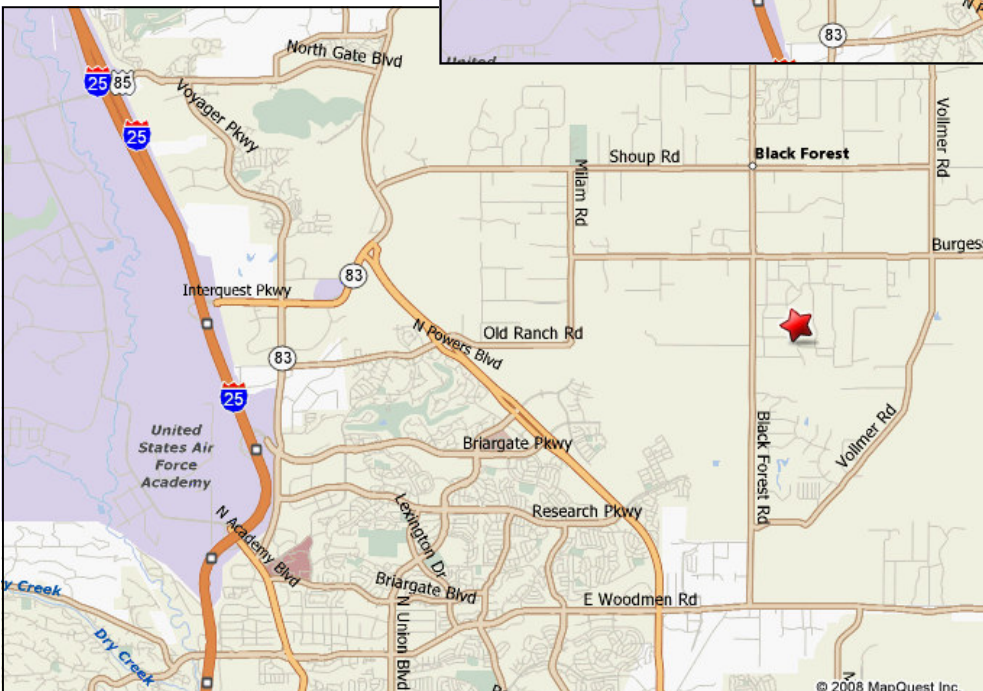 83
N P
United
North Gate Blvd
25
85
Voyager Pkwy
25
Vollmer Rd
Shoup Rd
Black Forest
Milam Rd
Burgess
83
Interquest Pkwy
Old Ranch Rd
N Powers Blvd
83
25
United
States Air
Force
Academy
Briargate Pkwy
Black Forest Rd
Vollmer Rd
Lexington Dr
Research Pkwy
N Academy Blvd
Briargate Blvd
y Creek
E Woodmen Rd
N Union Blvd
Dry Creek
© 2008 MapQuest Inc.